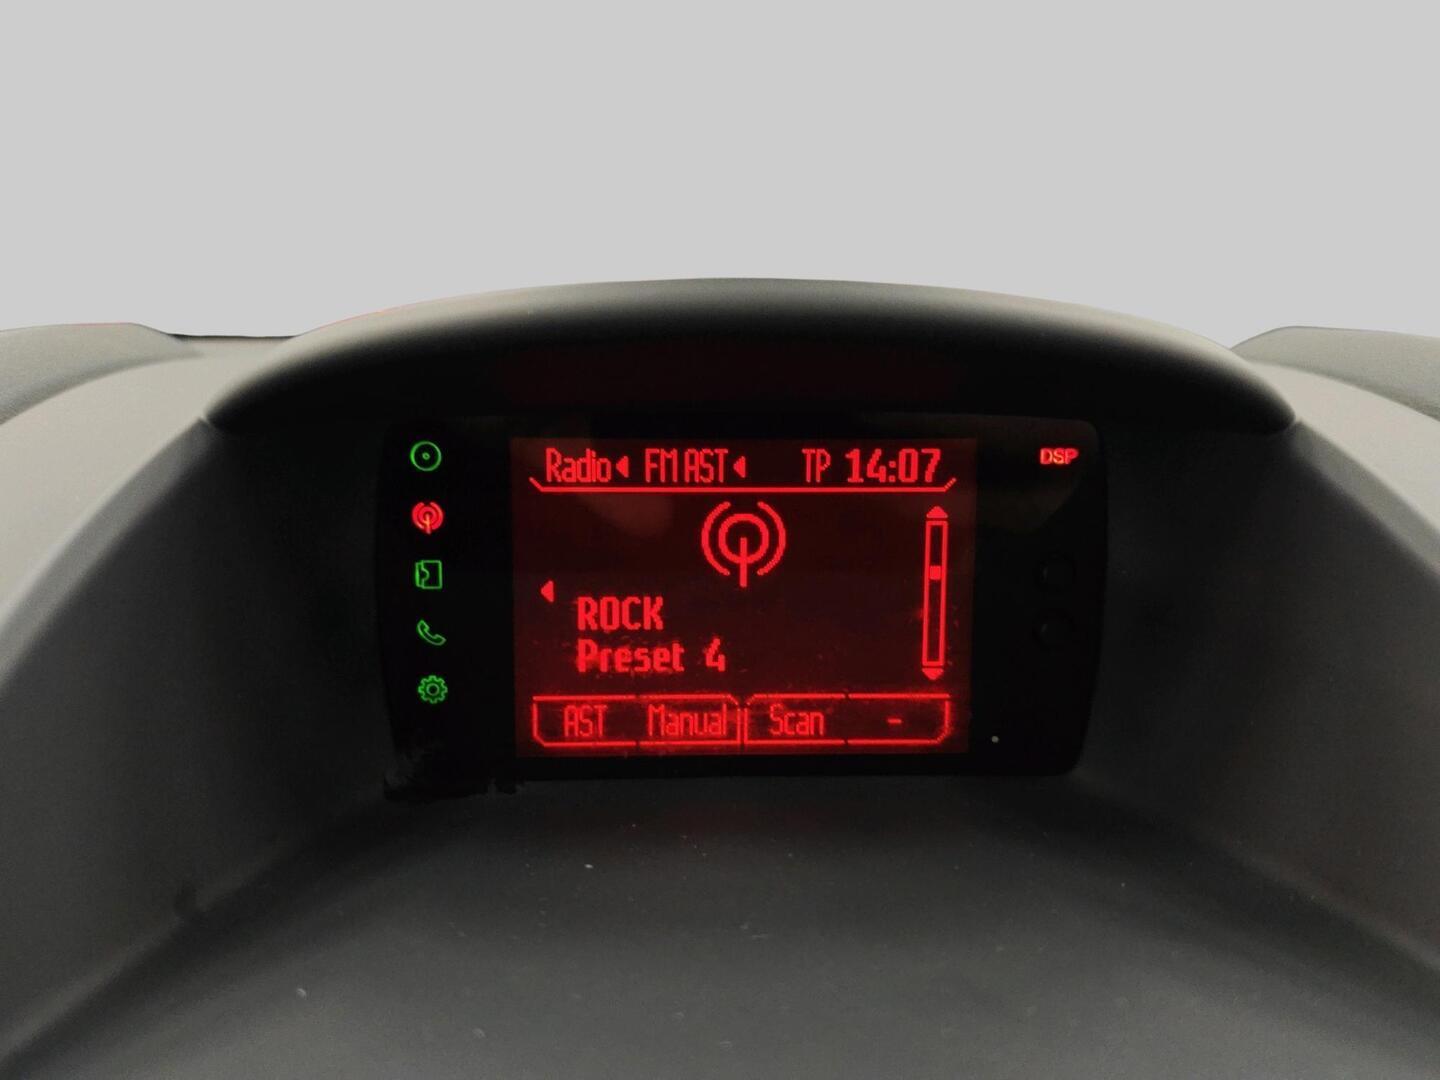 Radio FM AST TP 14:07
DSP
ROCK
Preset 4
AST Manual Scan -